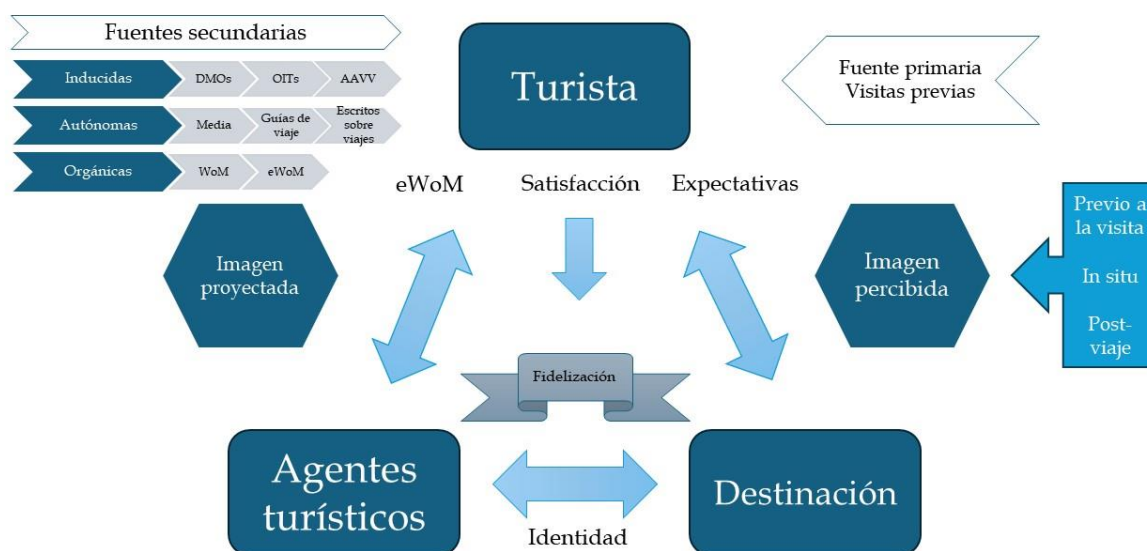 Fuentes secundarias
Inducidas
DMOs
OITs
AAVV
Autónomas
Media
Guías de
viaje
Escritos
sobre
viajes
Orgánicas
WoM
eWoM
Turista
Fuente primaria
Visitas previas
eWoM
Satisfacción
Expectativas
Imagen
proyectada
Imagen
percibida
Previo a
la visita
In situ
Post-
viaje
Fidelización
Agentes
turísticos
Destinación
Identidad